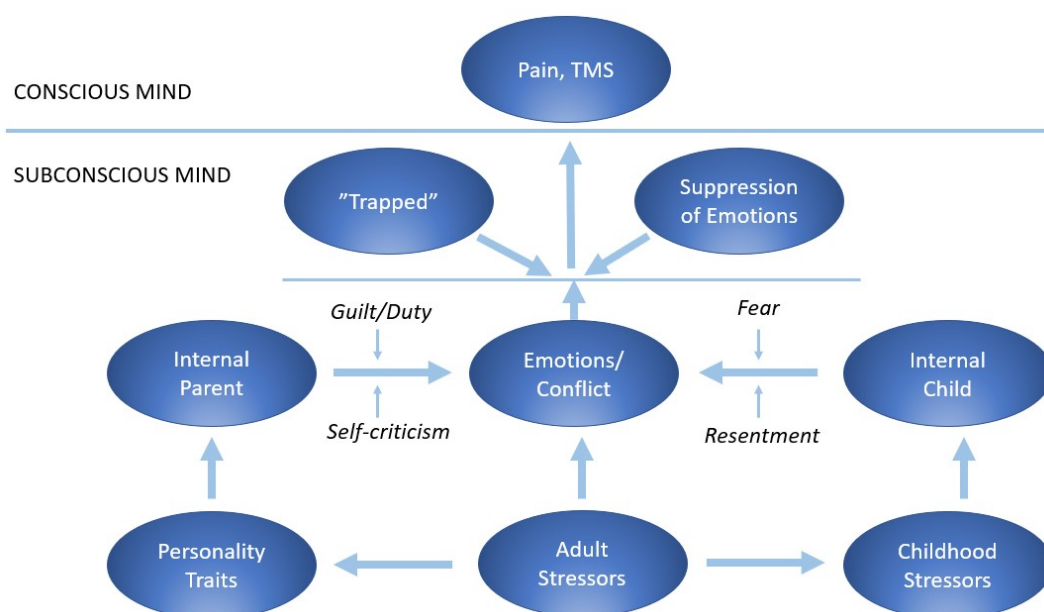 Pain, TMS
CONSCIOUS MIND
SUBCONSCIOUS MIND
”Trapped”
Suppression
of Emotions
Guilt/Duty
Fear
Internal
Parent
Emotions/
Conflict
Internal
Child
Self-criticism
Resentment
Personality
Traits
Adult
Stressors
Childhood
Stressors